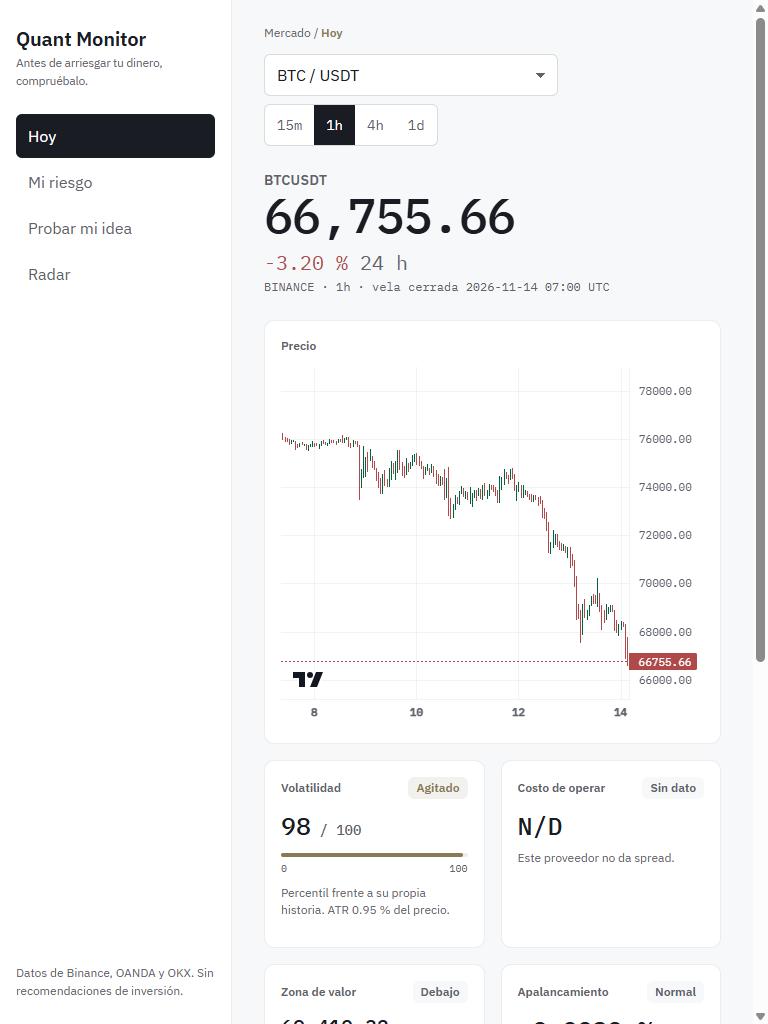 Quant Monitor
Antes de arriesgar tu dinero,
compruébalo.
Hoy
Mi riesgo
Probar mi idea
Radar
Datos de Binance, OANDA y OKX. Sin
recomendaciones de inversión.
Mercado / Hoy
BTC / USDT
15m 1h 4h 1d
BTCUSDT
66,755.66
-3.20 % 24 h
BINANCE · 1h · vela cerrada 2026-11-14 07:00 UTC
Precio
78000.00
76000.00
74000.00
72000.00
70000.00
68000.00
66755.66
66000.00
8 10 12 14
Volatilidad Agitado
98 / 100
0 100
Percentil frente a su propia
historia. ATR 0.95 % del precio.
Costo de operar Sin dato
N/D
Este proveedor no da spread.
Zona de valor Debajo
Apalancamiento Normal